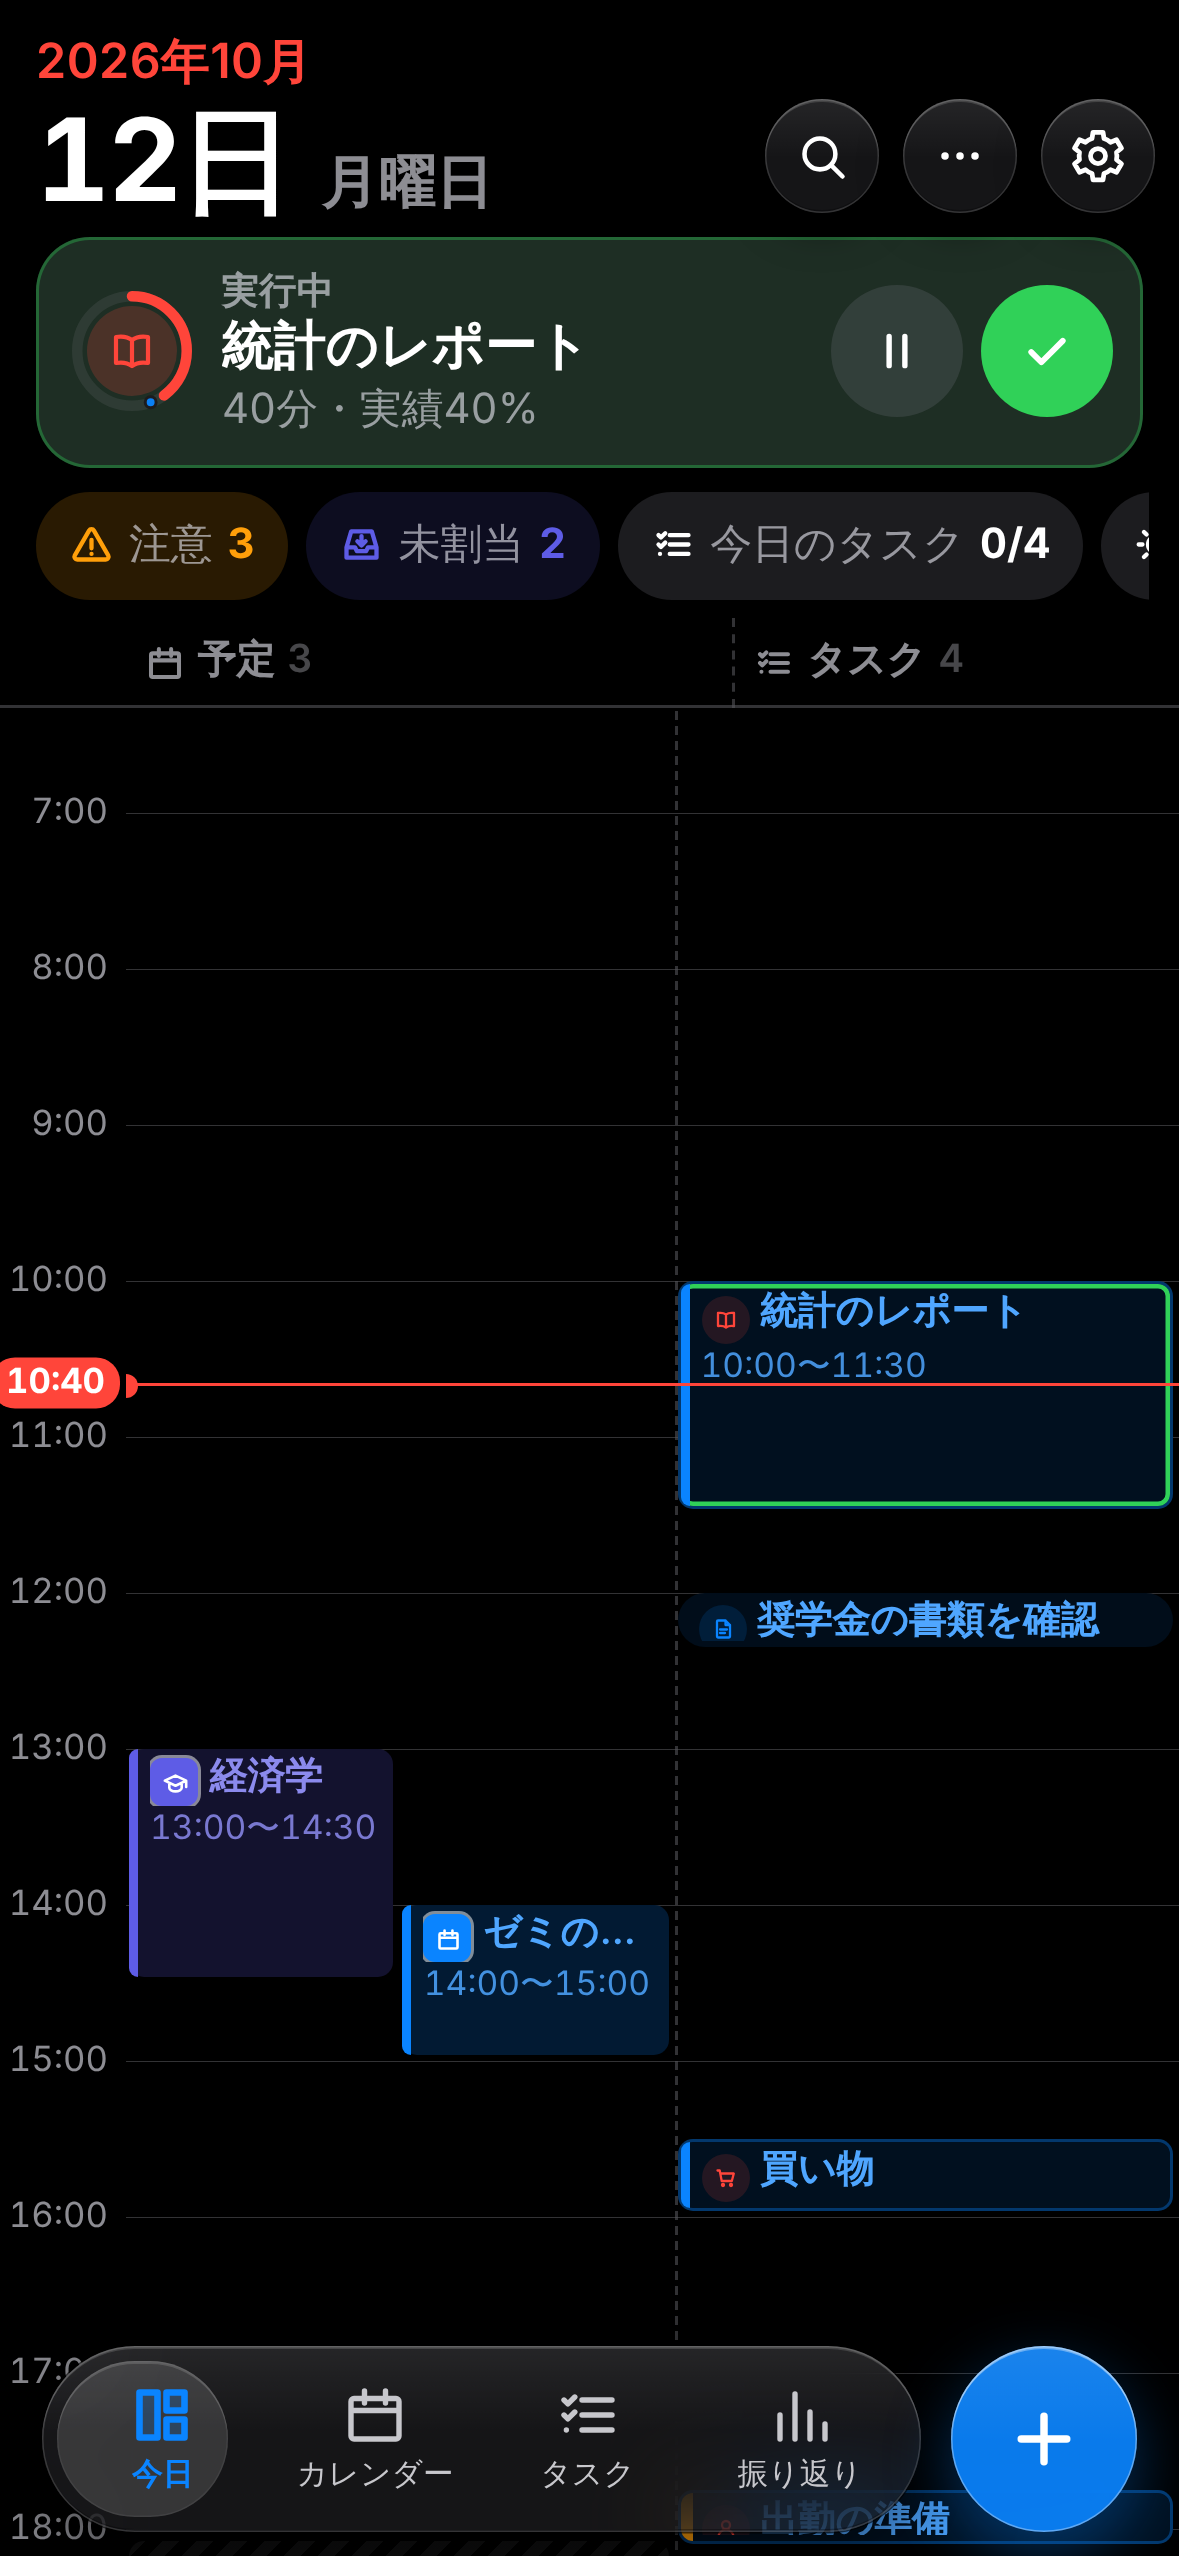 2026年10月
12日 月曜日
実行中
統計のレポート
40分・実績40%
注意 3 未割当 2 今日のタスク 0/4
予定 3 タスク 4
7:00
8:00
9:00
10:00
統計のレポート
10:00〜11:30
10:40
11:00
12:00
奨学金の書類を確認
13:00
経済学
13:00〜14:30
14:00
ゼミの...
14:00〜15:00
15:00
買い物
16:00
17:0
今日 カレンダー タスク 振り返り
18:00
出勤の準備